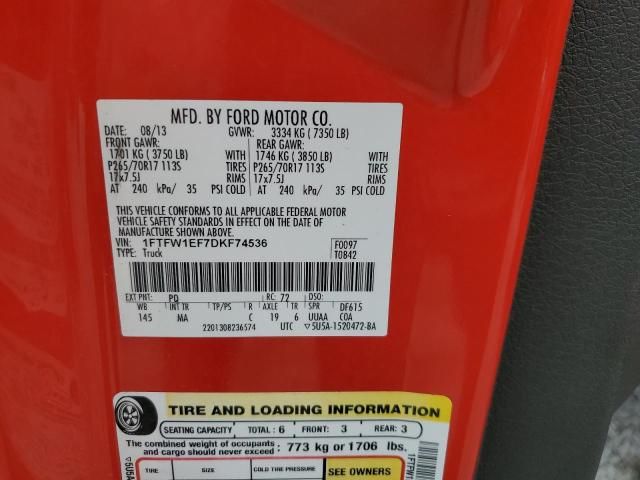 MFD. BY FORD MOTOR CO.
DATE: 08/13 GVWR: 3334 KG ( 7350 LB)
FRONT GAWR: REAR GAWR:
1701 KG ( 3750 LB) WITH 1746 KG ( 3850 LB) WITH
P265/70R17 113S TIRES P265/70R17 113S TIRES
17x7.5J RIMS 17x7.5J RIMS
AT 240 kPa/ 35 PSI COLD AT 240 kPa/ 35 PSI COLD
THIS VEHICLE CONFORMS TO ALL APPLICABLE FEDERAL MOTOR
VEHICLE SAFETY STANDARDS IN EFFECT ON THE DATE OF
MANUFACTURE SHOWN ABOVE.
VIN: 1FTFW1EF7DKF74536 F0097
TYPE: Truck T0842
EXT PNT: PQ RC: 72 DSO:
WB INT TR TP/PS R AXLE TR SPR DF615
145 MA C 19 6 UUAA COA
2201308236574 UTC ▽5U5A-1520472-BA
TIRE AND LOADING INFORMATION
SEATING CAPACITY TOTAL: 6 FRONT: 3 REAR: 3
The combined weight of occupants and cargo should never exceed: 773 kg or 1706 lbs.
TIRE SIZE COLD TIRE PRESSURE SEE OWNERS
▽5U5A
1FTFW1